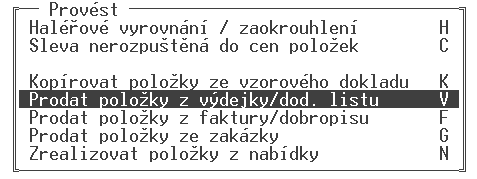 Provést
Haléřové vyrovnání / zaokrouhlení H
Sleva nerozpuštěná do cen položek C
Kopírovat položky ze vzorového dokladu K
Prodat položky z výdejky/dod. listu V
Prodat položky z faktury/dobropisu F
Prodat položky ze zakázky G
Zrealizovat položky z nabídky N